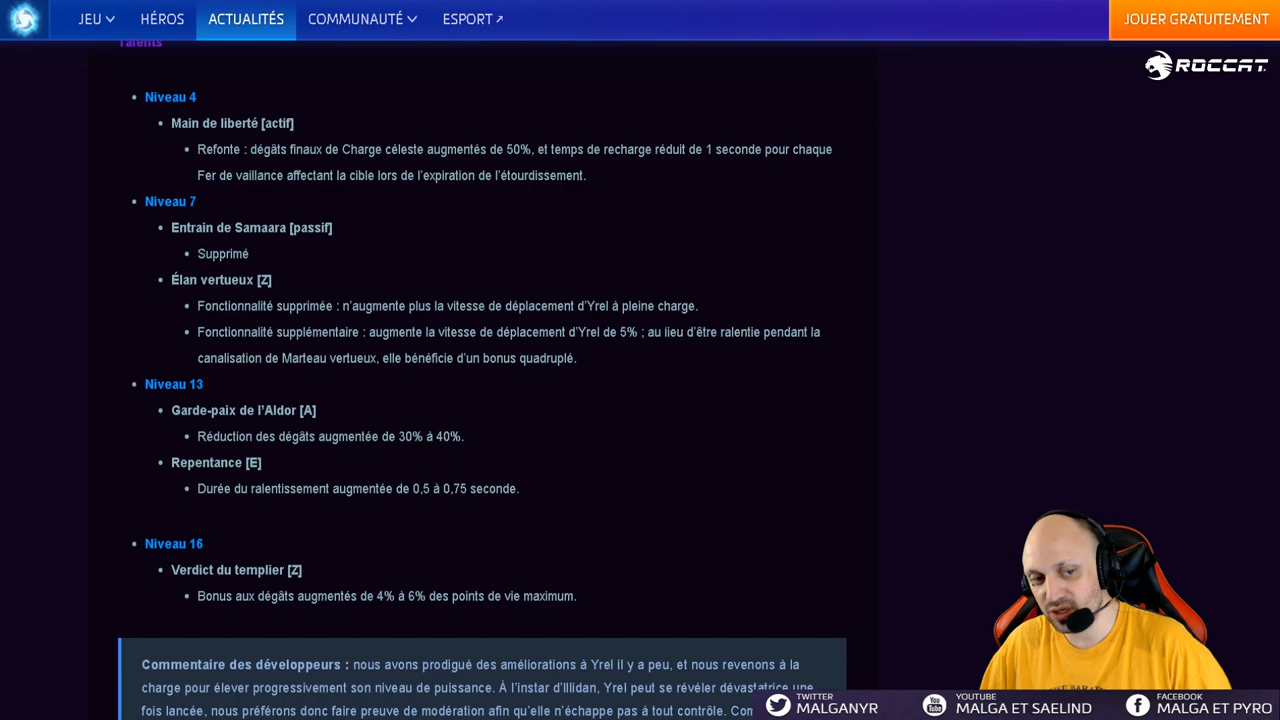 JEU HÉROS ACTUALITÉS COMMUNAUTÉ ESPORT JOUER GRATUITEMENT
Talents
ROCCAT
Niveau 4
Main de liberté [actif]
Refonte : dégâts finaux de Charge céleste augmentés de 50%, et temps de recharge réduit de 1 seconde pour chaque
Fer de vaillance affectant la cible lors de l'expiration de l'étourdissement.
Niveau 7
Entrain de Samaara [passif]
Supprimé
Élan vertueux [Z]
Fonctionnalité supprimée : n'augmente plus la vitesse de déplacement d'Yrel à pleine charge.
Fonctionnalité supplémentaire : augmente la vitesse de déplacement d'Yrel de 5% ; au lieu d'être ralentie pendant la
canalisation de Marteau vertueux, elle bénéficie d'un bonus quadruplé.
Niveau 13
Garde-paix de l'Aldor [A]
Réduction des dégâts augmentée de 30% à 40%.
Repentance [E]
Durée du ralentissement augmentée de 0,5 à 0,75 seconde.
Niveau 16
Verdict du templier [Z]
Bonus aux dégâts augmentés de 4% à 6% des points de vie maximum.
Commentaire des développeurs : nous avons prodigué des améliorations à Yrel il y a peu, et nous revenons à la
charge pour élever progressivement son niveau de puissance. À l'instar d'Illidan, Yrel peut se révéler dévastatrice une
fois lancée, nous préférons donc faire preuve de modération afin qu'elle n'échappe pas à tout contrôle.
TWITTER
MALGANYR
YOUTUBE
MALGA ET SAELIND
FACEBOOK
MALGA ET PYRO